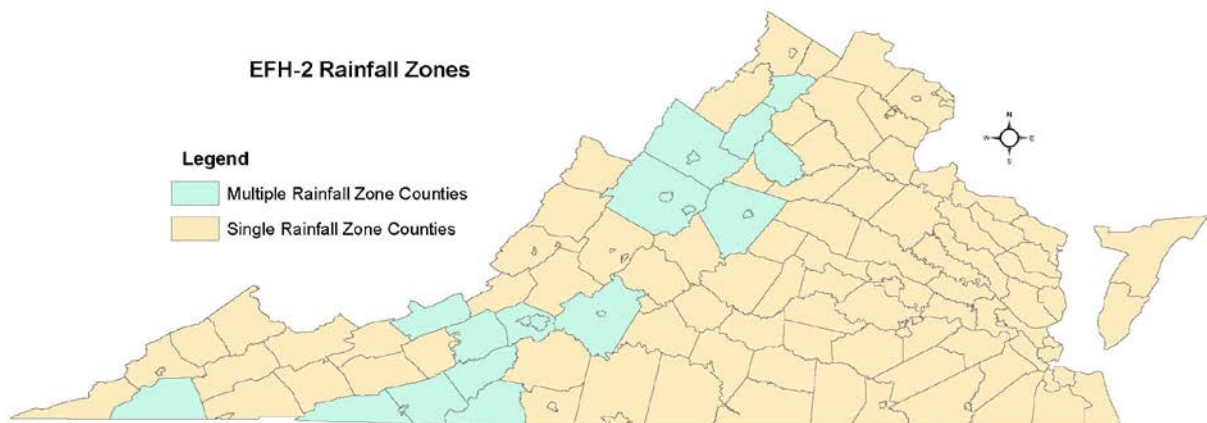 EFH-2 Rainfall Zones
N
W
E
S
Legend
Multiple Rainfall Zone Counties
Single Rainfall Zone Counties